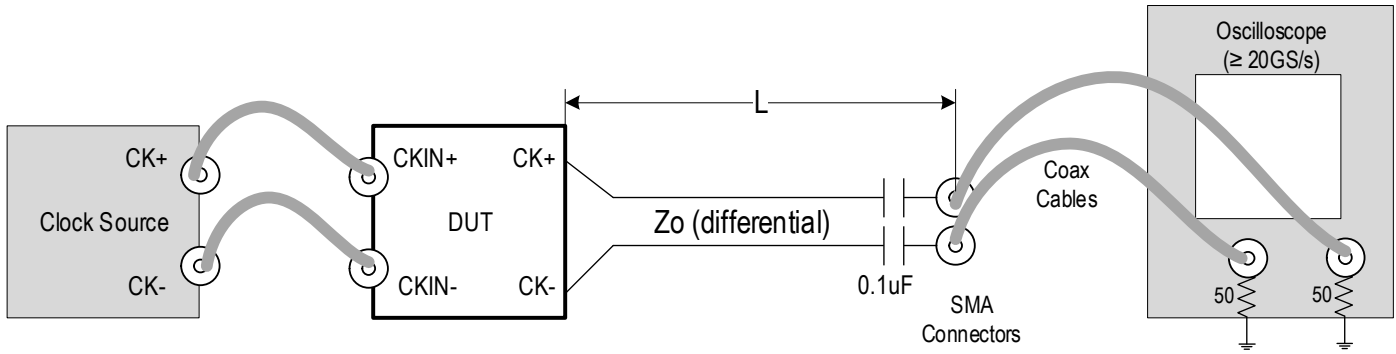 Oscilloscope
(≥ 20GS/s)
L
CK+
CKIN+
CK+
Coax
Cables
Clock Source
DUT
Zo (differential)
CK-
CKIN-
CK-
0.1uF
50
50
SMA
Connectors